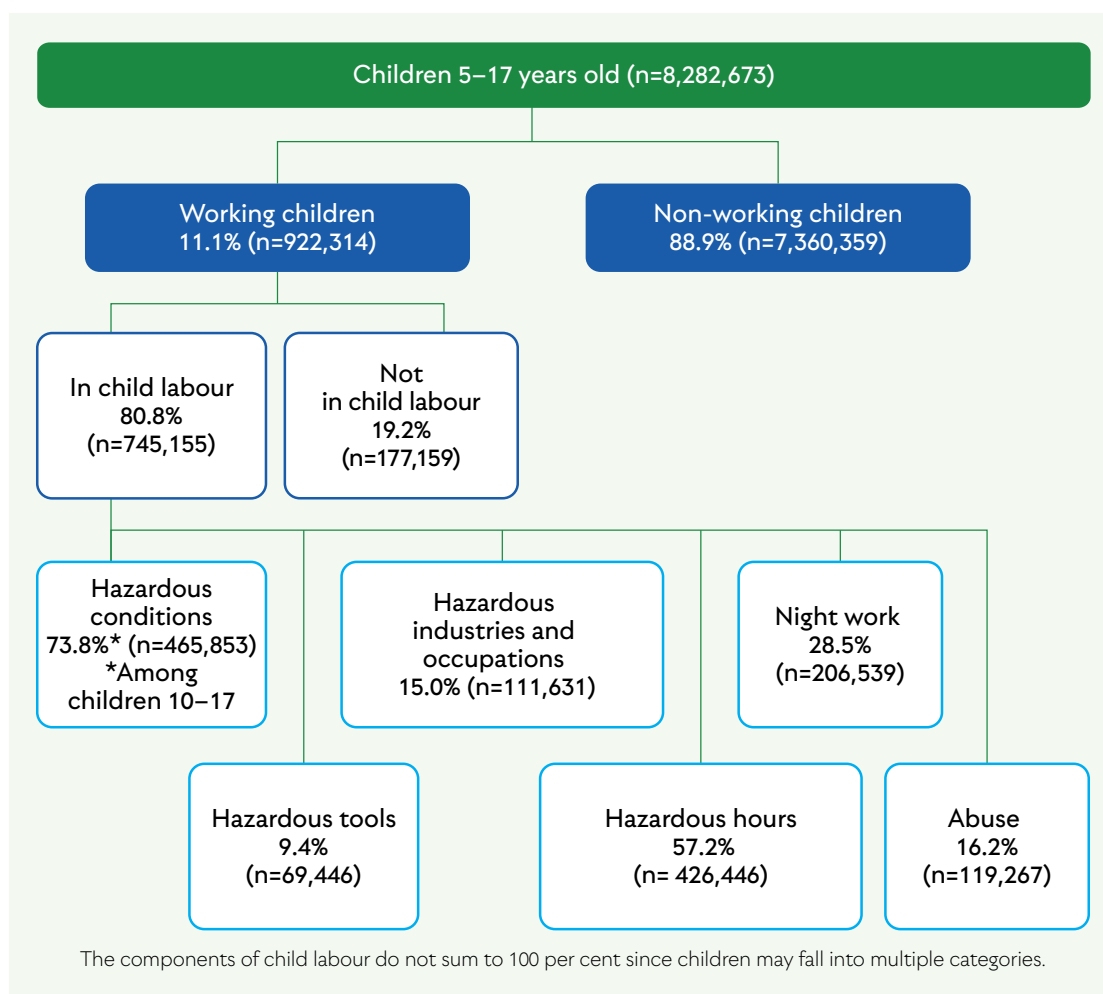 Children 5–17 years old (n=8,282,673)
Working children
11.1% (n=922,314)
Non-working children
88.9% (n=7,360,359)
In child labour
80.8%
(n=745,155)
Not
in child labour
19.2%
(n=177,159)
Hazardous
conditions
73.8%* (n=465,853)
*Among
children 10–17
Hazardous
industries and
occupations
15.0% (n=111,631)
Night work
28.5%
(n=206,539)
Hazardous tools
9.4%
(n=69,446)
Hazardous hours
57.2%
(n= 426,446)
Abuse
16.2%
(n=119,267)
The components of child labour do not sum to 100 per cent since children may fall into multiple categories.